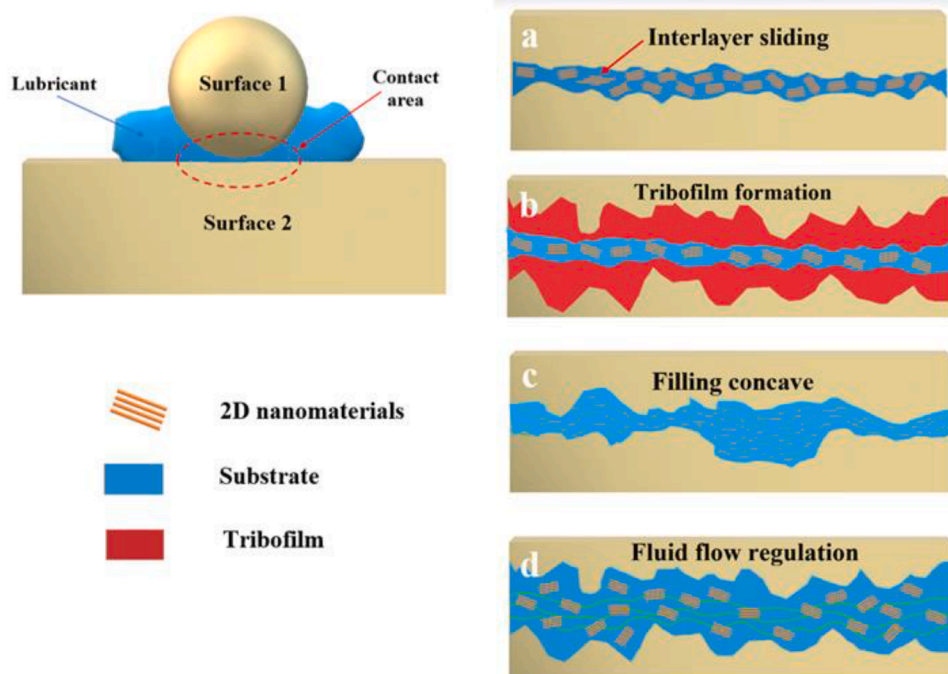 Lubricant
Surface 1
Contact
area
Surface 2
2D nanomaterials
Substrate
Tribofilm
a
Interlayer sliding
b
Tribofilm formation
c
Filling concave
d
Fluid flow regulation